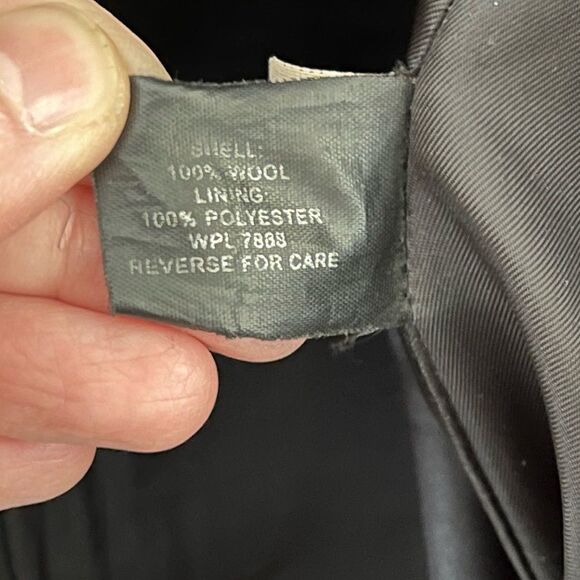 SHELL:
100% WOOL
LINING:
100% POLYESTER
WPL 7888
REVERSE FOR CARE